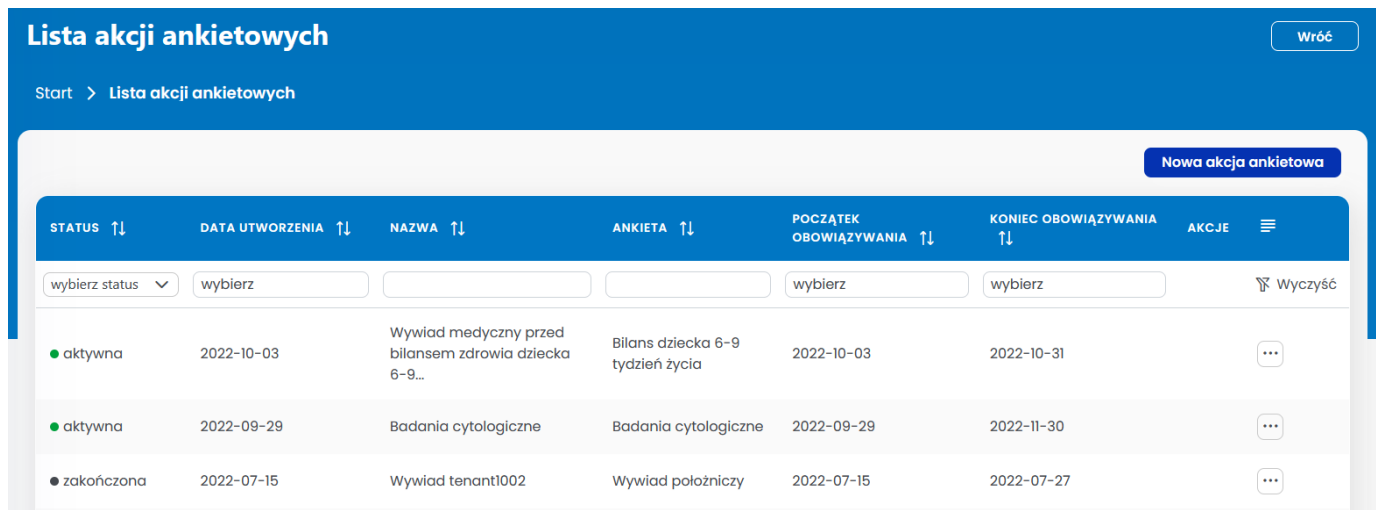 Lista akcji ankietowych
Wróć
Start > Lista akcji ankietowych
Nowa akcja ankietowa
STATUS DATA UTWORZENIA NAZWA ANKIETA POCZĄTEK OBOWIĄZYWANIA KONIEC OBOWIĄZYWANIA AKCJE
wybierz status wybierz wybierz wybierz Wyczyść
aktywna 2022-10-03 Wywiad medyczny przed bilansem zdrowia dziecka 6-9... Bilans dziecka 6-9 tydzień życia 2022-10-03 2022-10-31
aktywna 2022-09-29 Badania cytologiczne Badania cytologiczne 2022-09-29 2022-11-30
zakończona 2022-07-15 Wywiad tenant1002 Wywiad położniczy 2022-07-15 2022-07-27